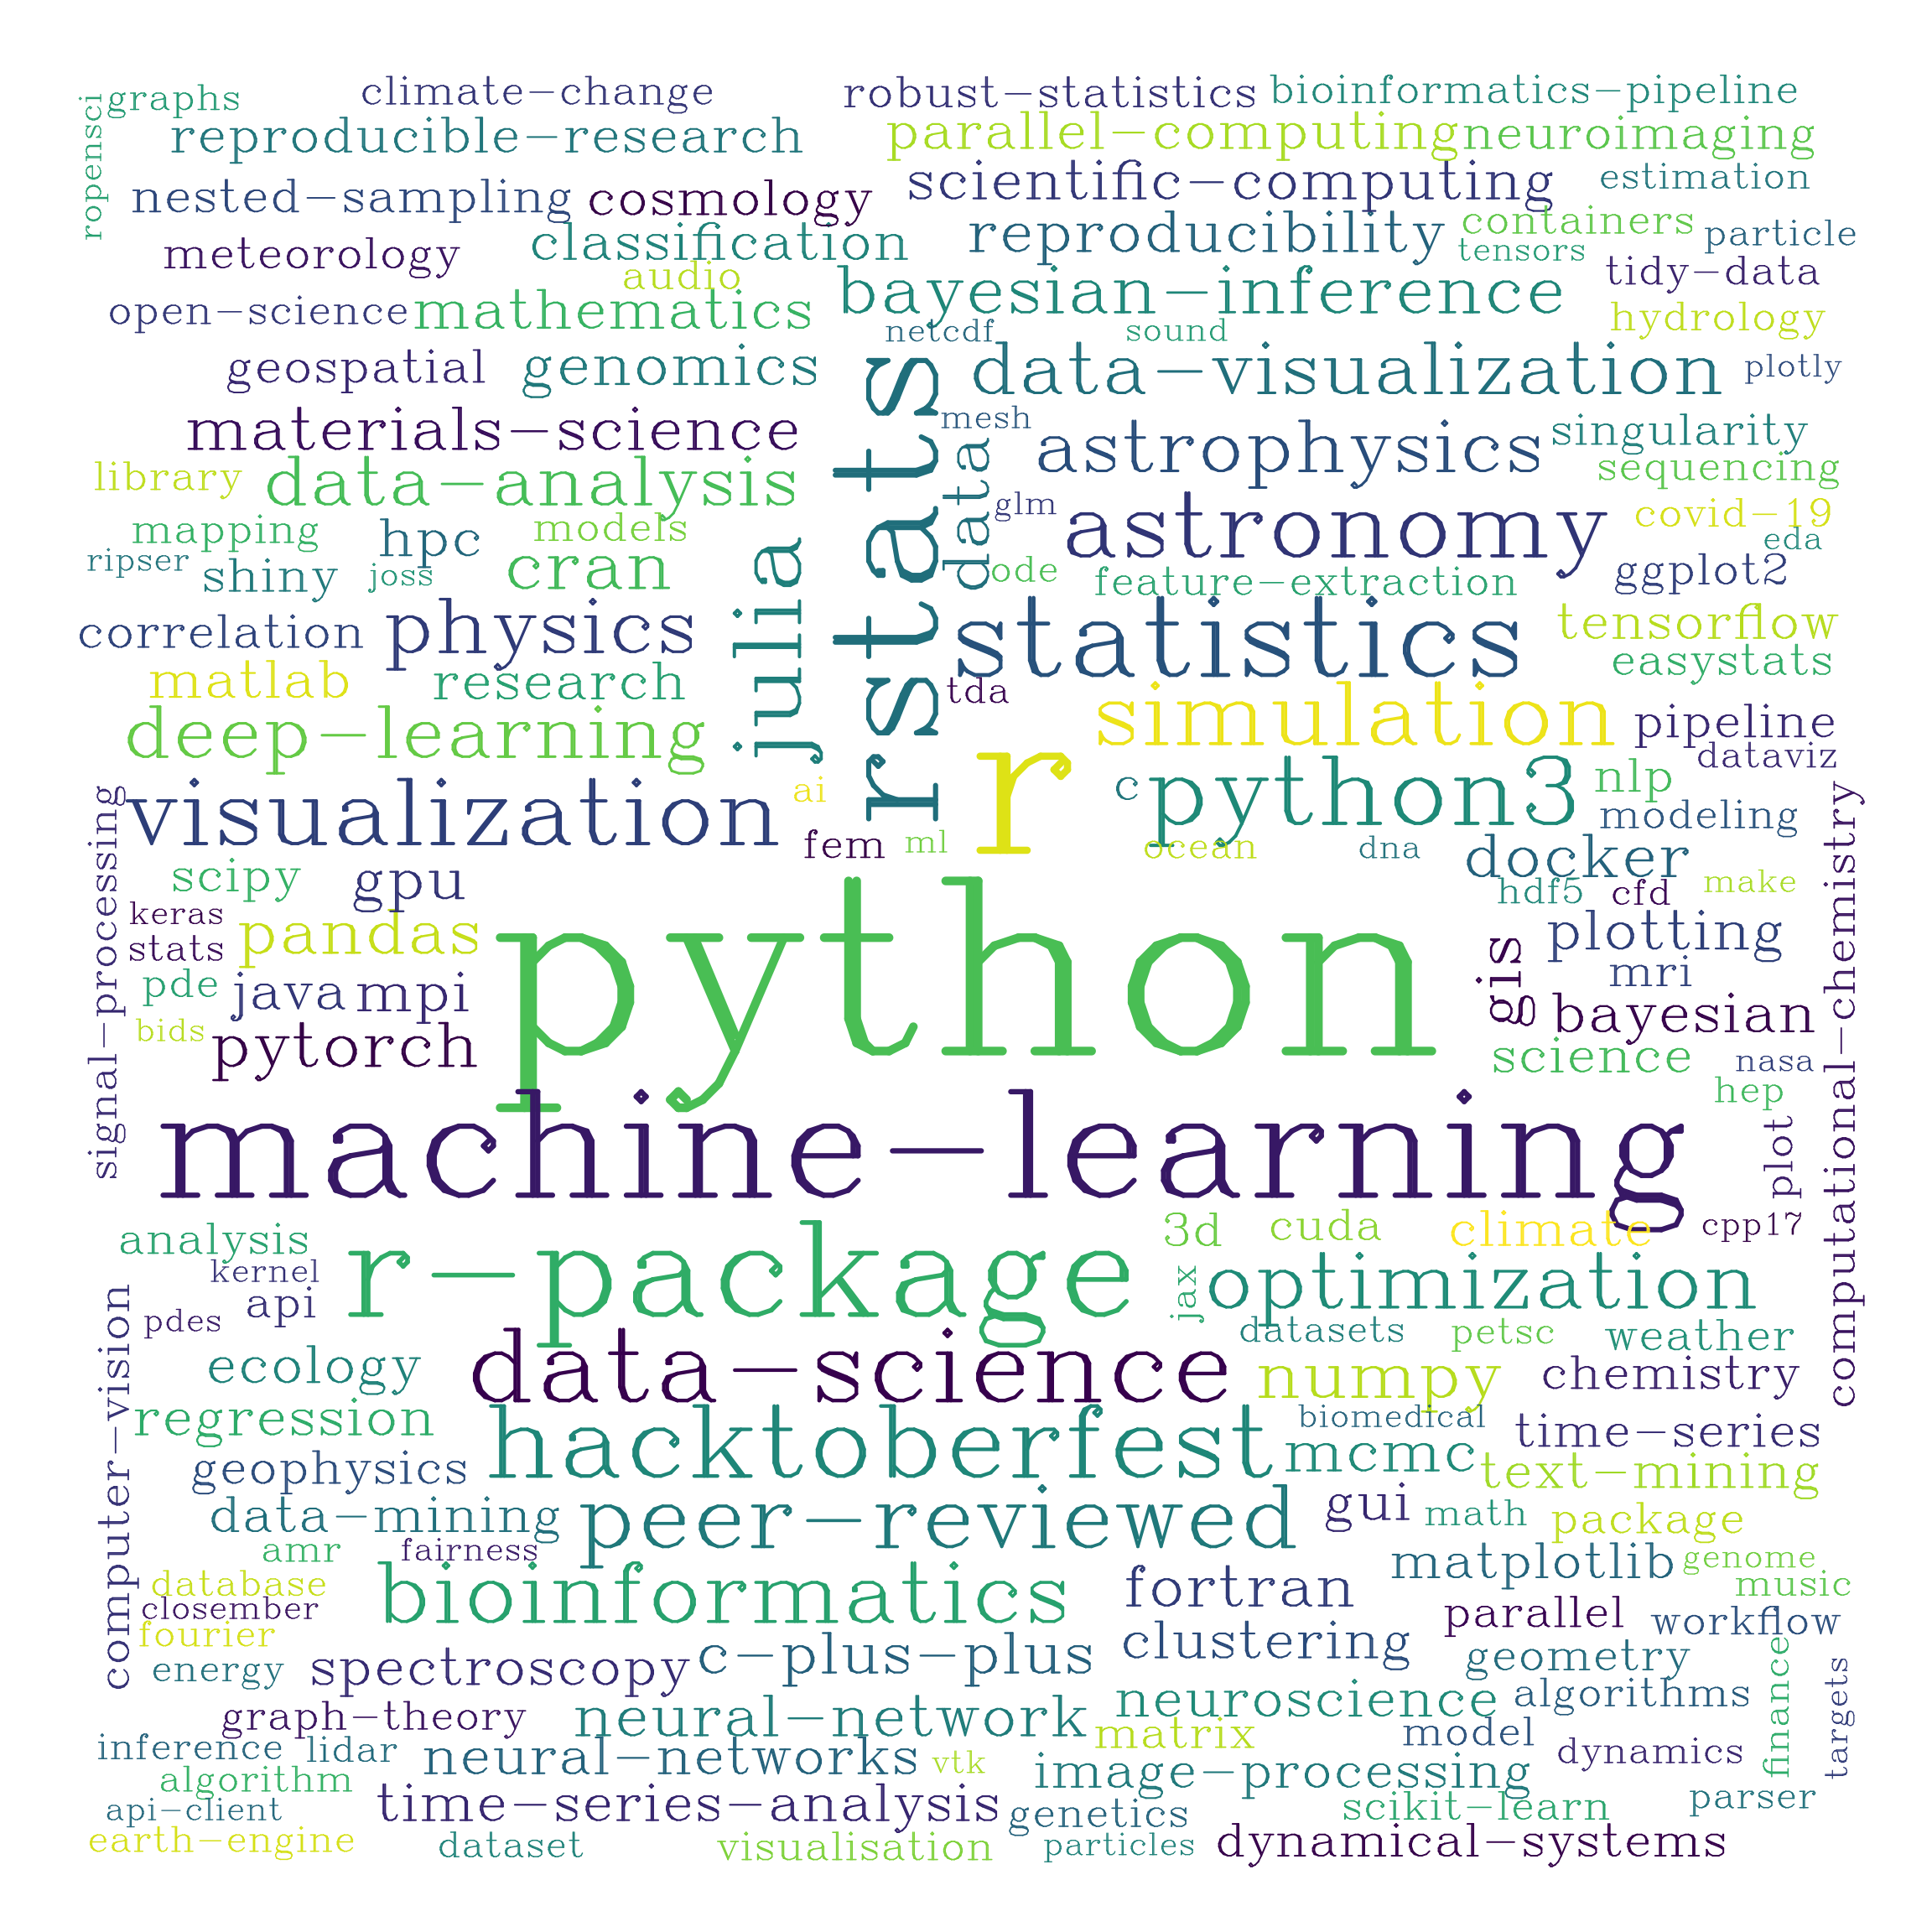 climate-change
robust-statistics
bioinformatics-pipeline
graphs
ropensci
reproducible-research
parallel-computing
neuroimaging
nested-sampling
cosmology
scientific-computing
estimation
meteorology
classification
reproducibility
containers
tensors
particle
audio
bayesian-inference
tidy-data
open-science
mathematics
netcdf
sound
hydrology
geospatial
genomics
rstats
data-visualization
plotly
materials-science
mesh
astrophysics
singularity
library
data-analysis
data
sequencing
mapping
hpc
models
glm
astronomy
covid-19
eda
ripser
shiny
joss
cran
julia
ode
feature-extraction
ggplot2
correlation
physics
statistics
tensorflow
easystats
matlab
research
tda
simulation
pipeline
deep-learning
dataviz
visualization
ai
r
c
python3
nlp
modeling
signal-processing
fem
ml
ocean
dna
docker
computational-chemistry
scipy
gpu
hdf5
cfd
make
keras
stats
pandas
python
gis
plotting
pde
java
mpi
mri
bids
pytorch
bayesian
science
nasa
hep
machine-learning
plot
analysis
r-package
3d
cuda
climate
cpp17
kernel
api
pdes
jax
optimization
computer-vision
datasets
petsc
weather
ecology
data-science
numpy
chemistry
regression
hacktoberfest
biomedical
mcmc
time-series
geophysics
text-mining
data-mining
peer-reviewed
gui
math
package
amr
fairness
matplotlib
genome
database
bioinformatics
fortran
music
closember
parallel
workflow
fourier
energy
spectroscopy
c-plus-plus
clustering
geometry
finance
targets
graph-theory
neural-network
neuroscience
algorithms
matrix
model
inference
lidar
neural-networks
vtk
dynamics
algorithm
image-processing
api-client
time-series-analysis
genetics
scikit-learn
parser
earth-engine
dataset
visualisation
particles
dynamical-systems